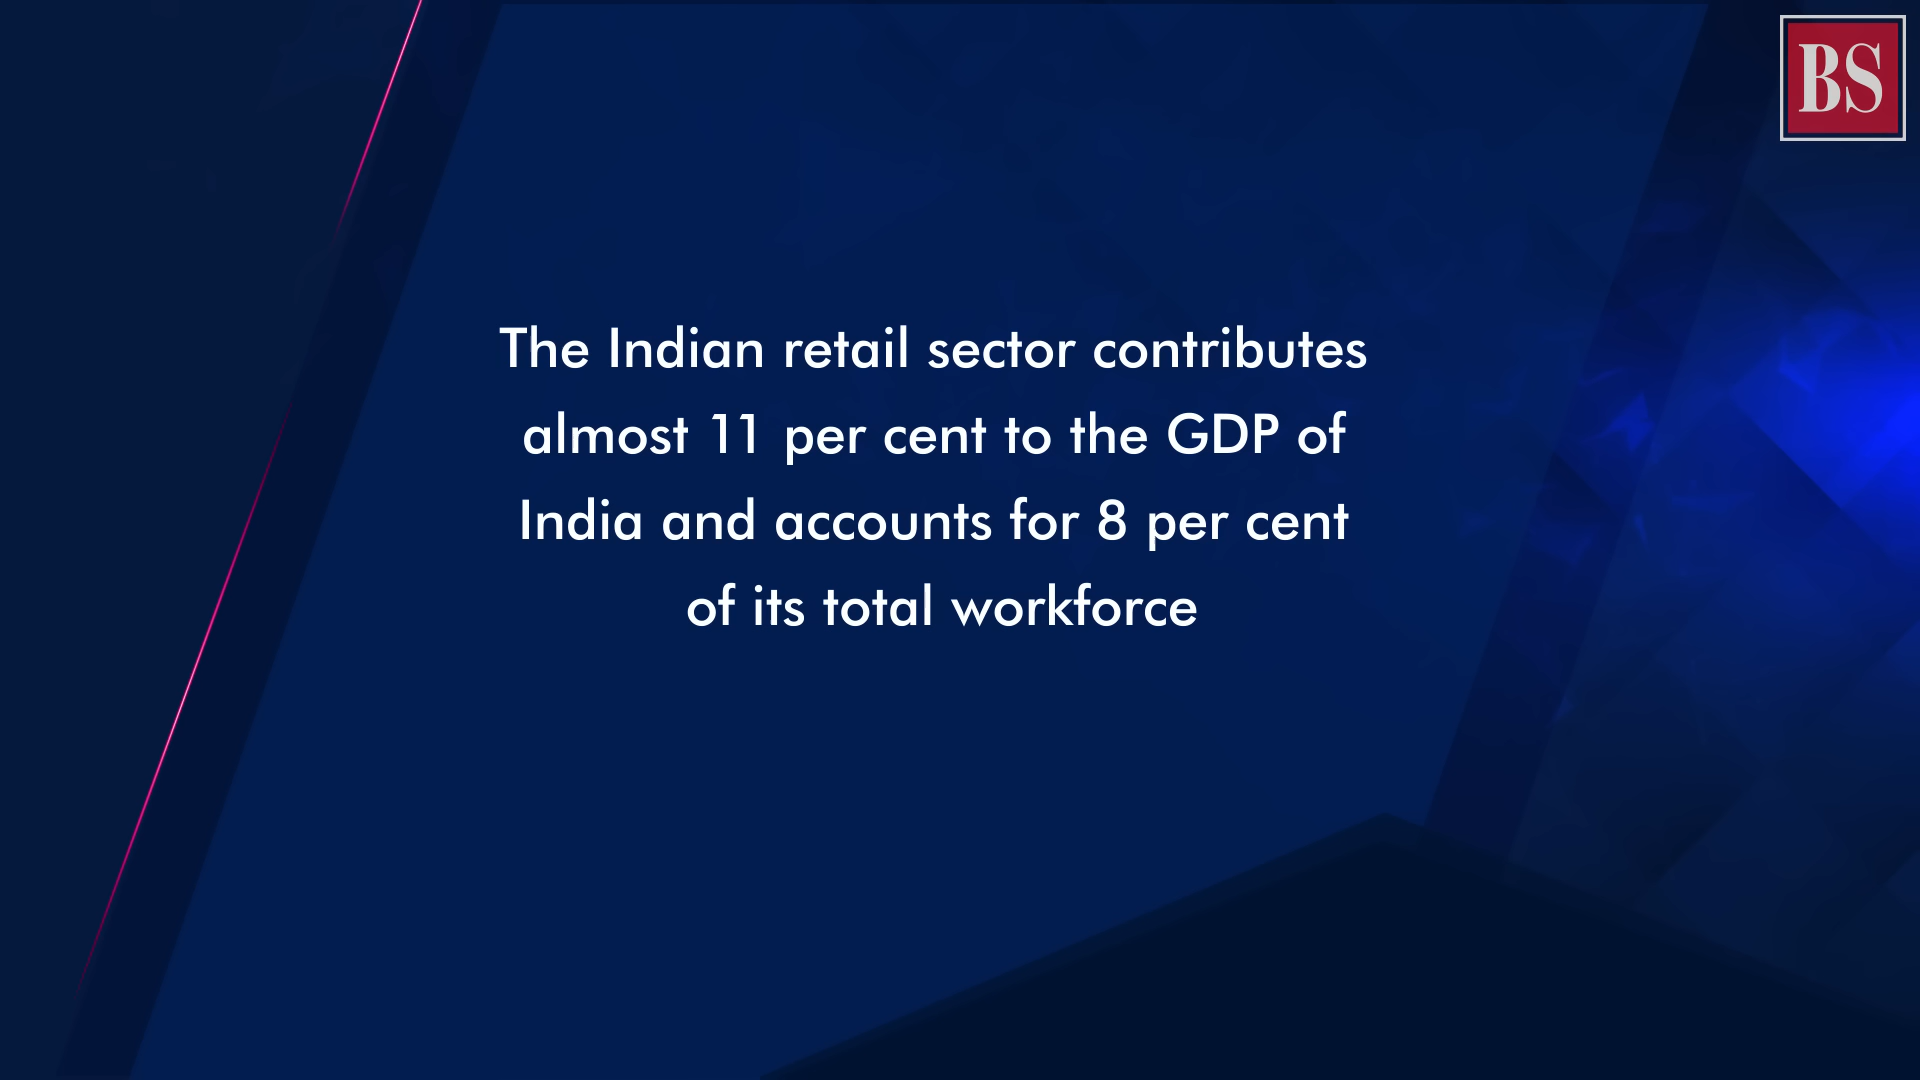 BS
The Indian retail sector contributes
almost 11 per cent to the GDP of
India and accounts for 8 per cent
of its total workforce